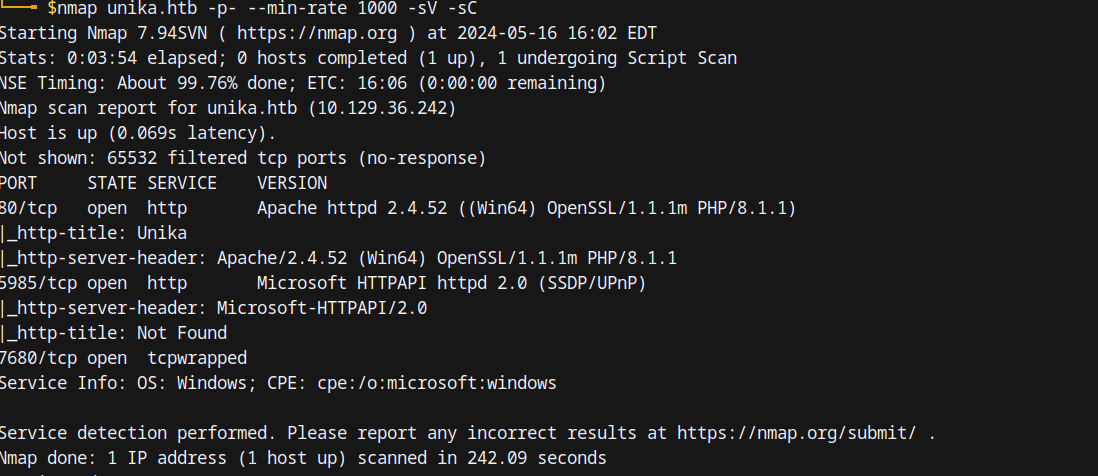 $nmap unika.htb -p- --min-rate 1000 -sV -sC
Starting Nmap 7.94SVN ( https://nmap.org ) at 2024-05-16 16:02 EDT
Stats: 0:03:54 elapsed; 0 hosts completed (1 up), 1 undergoing Script Scan
NSE Timing: About 99.76% done; ETC: 16:06 (0:00:00 remaining)
Nmap scan report for unika.htb (10.129.36.242)
Host is up (0.069s latency).
Not shown: 65532 filtered tcp ports (no-response)
PORT     STATE SERVICE    VERSION
80/tcp   open  http       Apache httpd 2.4.52 ((Win64) OpenSSL/1.1.1m PHP/8.1.1)
|_http-title: Unika
|_http-server-header: Apache/2.4.52 (Win64) OpenSSL/1.1.1m PHP/8.1.1
5985/tcp open  http       Microsoft HTTPAPI httpd 2.0 (SSDP/UPnP)
|_http-server-header: Microsoft-HTTPAPI/2.0
|_http-title: Not Found
7680/tcp open  tcpwrapped
Service Info: OS: Windows; CPE: cpe:/o:microsoft:windows

Service detection performed. Please report any incorrect results at https://nmap.org/submit/ .
Nmap done: 1 IP address (1 host up) scanned in 242.09 seconds